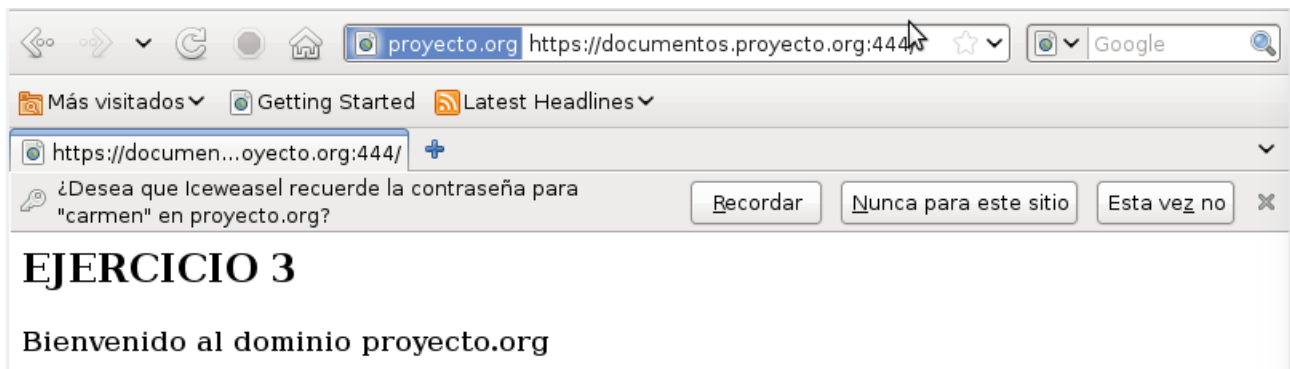 proyecto.org https://documentos.proyecto.org:444/ Google
Más visitados Getting Started Latest Headlines
https://documen...oyecto.org:444/
¿Desea que Iceweasel recuerde la contraseña para
"carmen" en proyecto.org?
Recordar Nunca para este sitio Esta vez no
EJERCICIO 3
Bienvenido al dominio proyecto.org